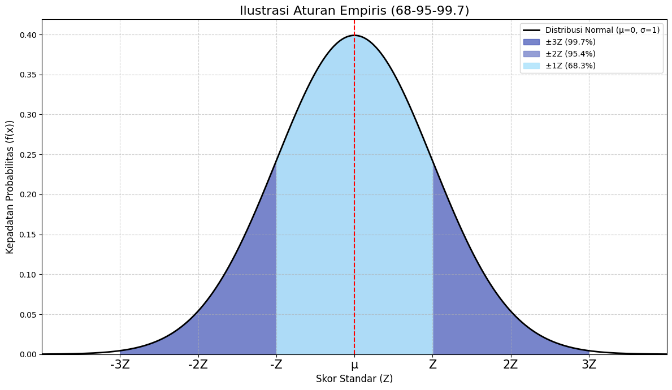 Ilustrasi Aturan Empiris (68-95-99.7)
Distribusi Normal (μ=0, σ=1)
±3Z (99.7%)
±2Z (95.4%)
±1Z (68.3%)
Kepadatan Probabilitas (f(x))
0.40
0.35
0.30
0.25
0.20
0.15
0.10
0.05
0.00
-3Z -2Z -Z μ Z 2Z 3Z
Skor Standar (Z)